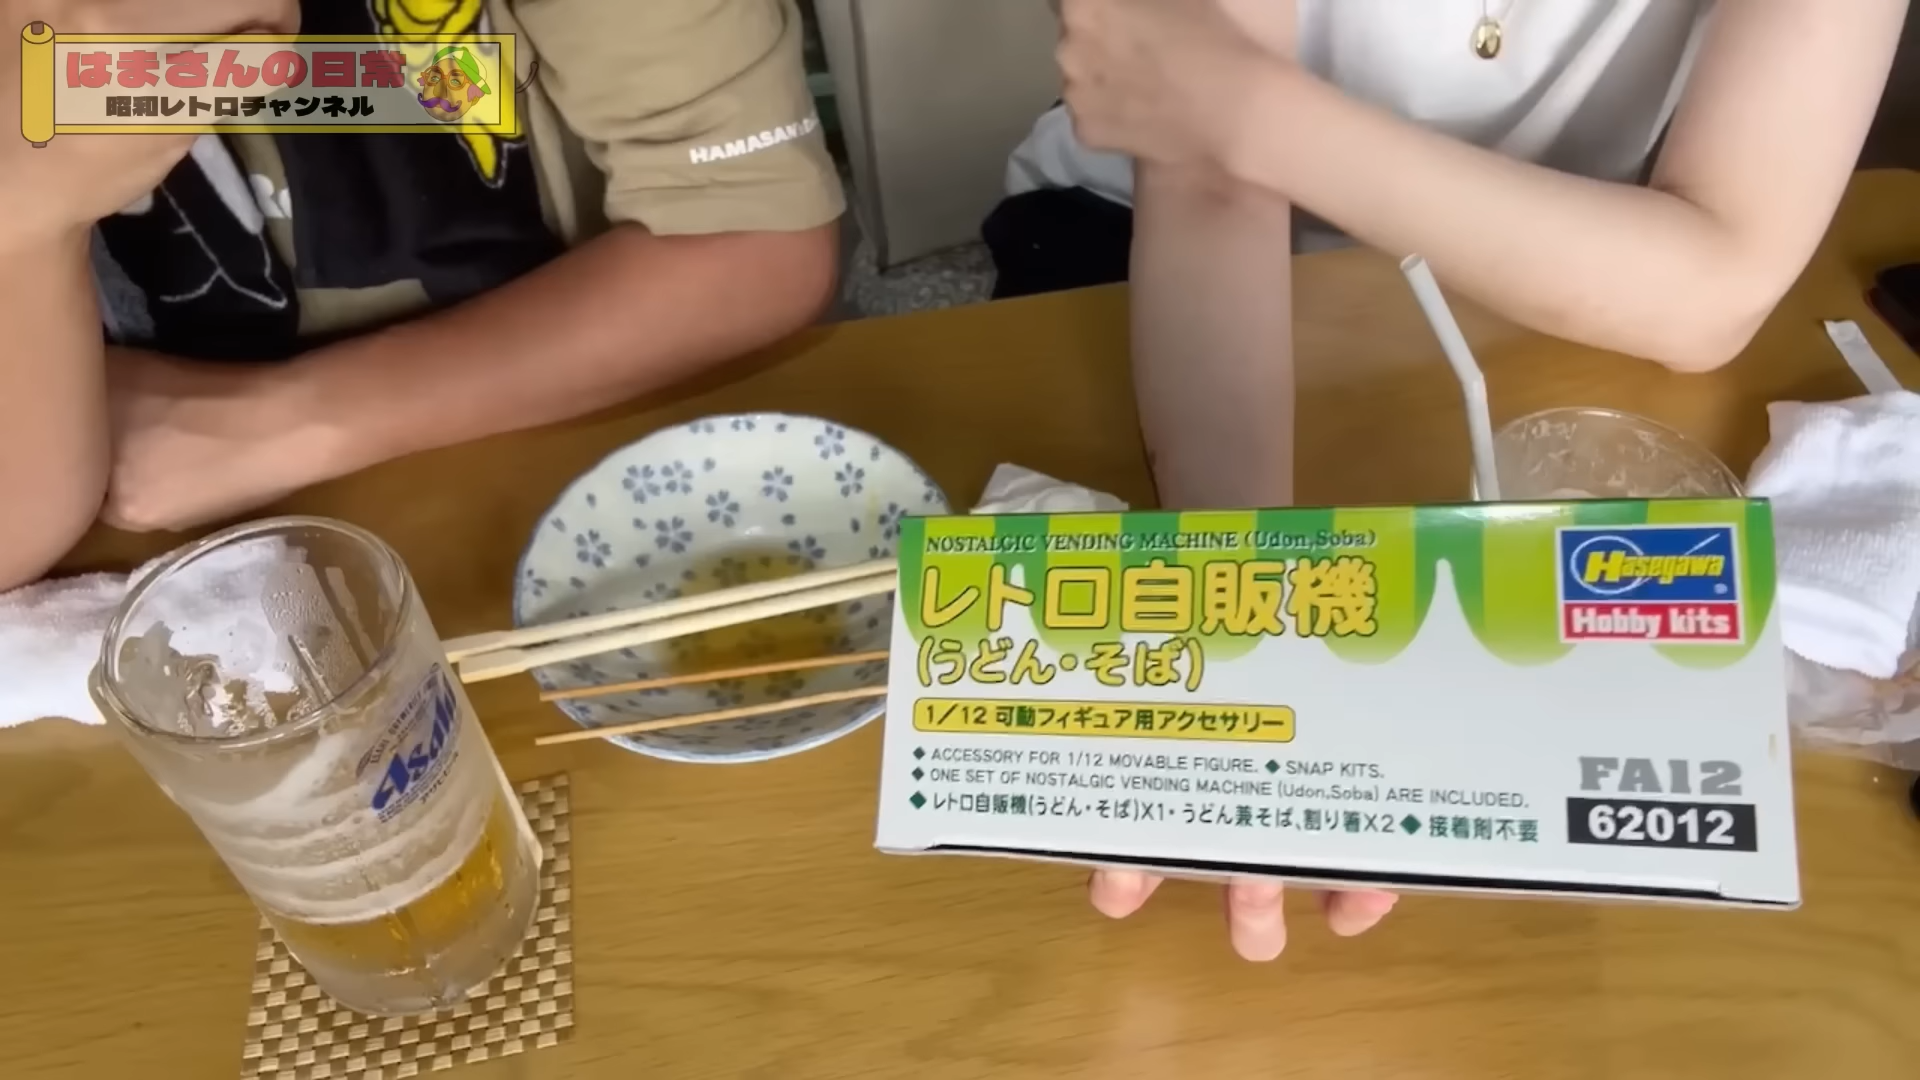 はまさんの日常
昭和レトロチャンネル
HAMASAN
Asahi
NOSTALGIC VENDING MACHINE (Udon,Soba)
レトロ自販機
(うどん・そば)
1/12 可動フィギュア用アクセサリー
◆ ACCESSORY FOR 1/12 MOVABLE FIGURE. ◆ SNAP KITS.
◆ ONE SET OF NOSTALGIC VENDING MACHINE (Udon,Soba) ARE INCLUDED.
◆ レトロ自販機(うどん・そば)X1・うどん兼そば、割り箸X2 ◆ 接着剤不要
Hasegawa
Hobby kits
FA12
62012